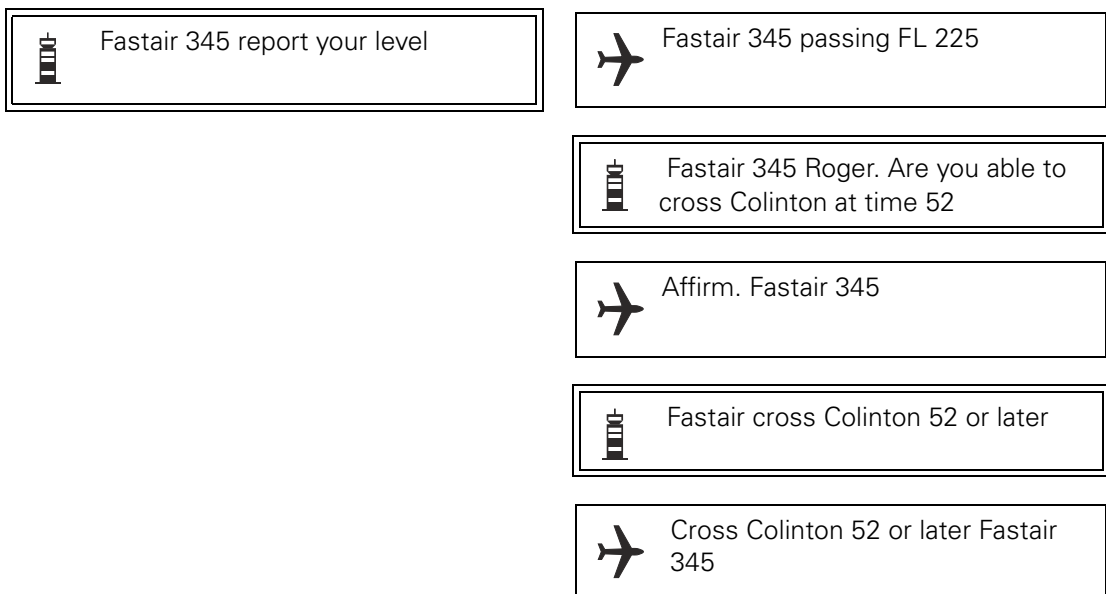 Fastair 345 report your level
Fastair 345 passing FL 225
Fastair 345 Roger. Are you able to
cross Colinton at time 52
Affirm. Fastair 345
Fastair cross Colinton 52 or later
Cross Colinton 52 or later Fastair
345